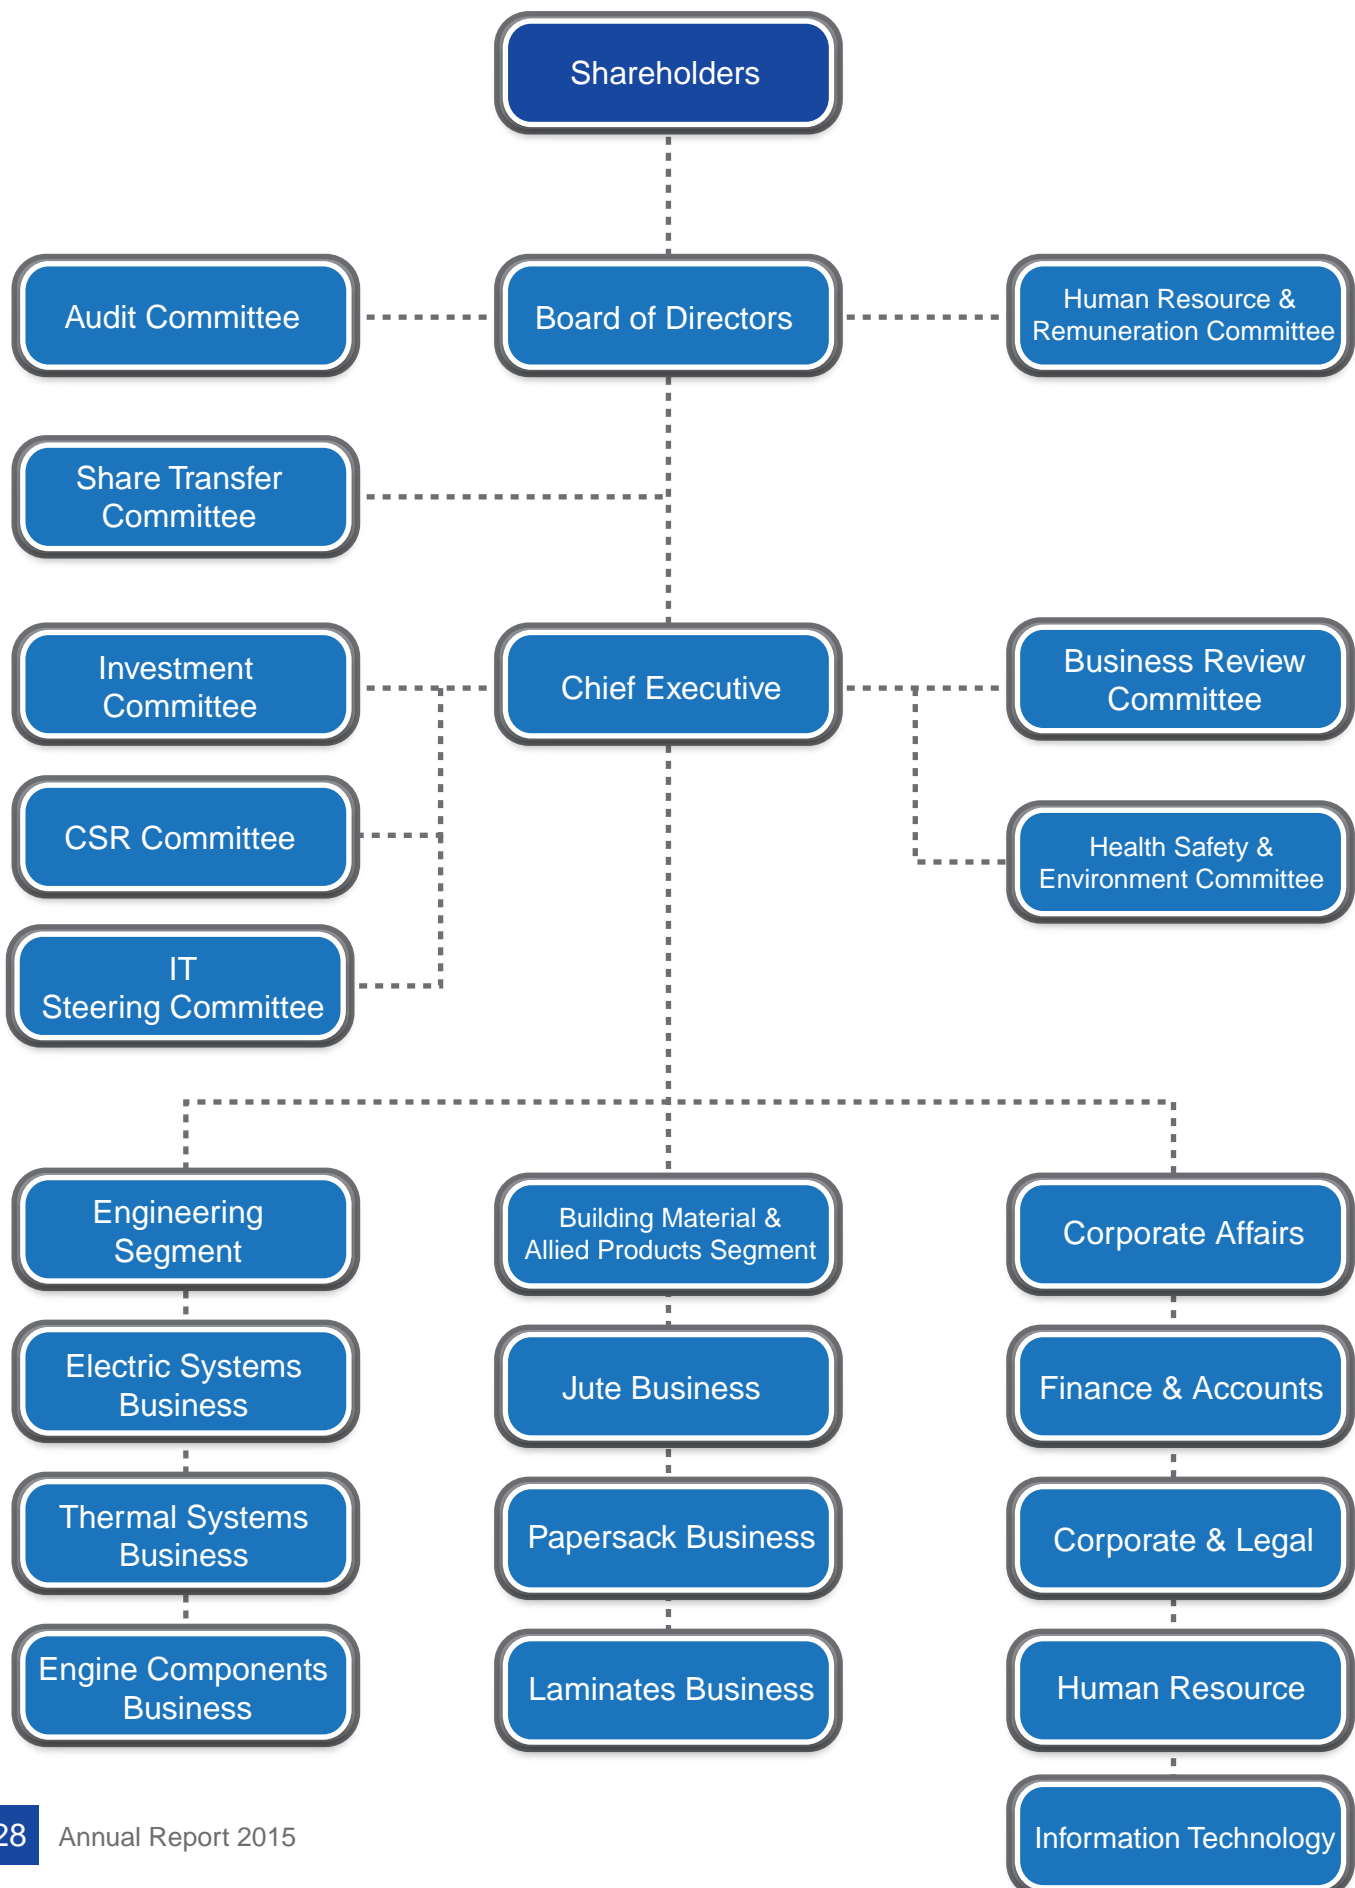 Shareholders
Audit Committee
Board of Directors
Human Resource &
Remuneration Committee
Share Transfer
Committee
Investment
Committee
Chief Executive
Business Review
Committee
CSR Committee
Health Safety &
Environment Committee
IT
Steering Committee
Engineering
Segment
Building Material &
Allied Products Segment
Corporate Affairs
Electric Systems
Business
Jute Business
Finance & Accounts
Thermal Systems
Business
Papersack Business
Corporate & Legal
Engine Components
Business
Laminates Business
Human Resource
Information Technology
28 Annual Report 2015